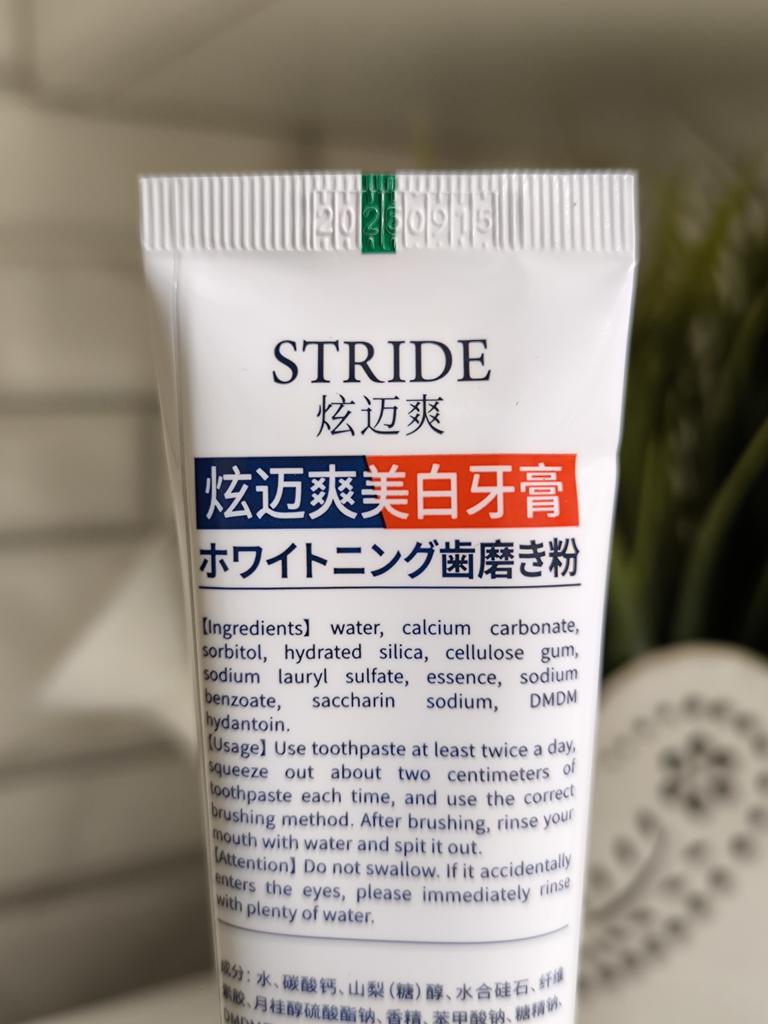 20230915
STRIDE
炫迈爽
炫迈爽美白牙膏
ホワイトニング歯磨き粉
【Ingredients】 water, calcium carbonate,
sorbitol, hydrated silica, cellulose gum,
sodium lauryl sulfate, essence, sodium
benzoate, saccharin sodium, DMDM
hydantoin.
【Usage】 Use toothpaste at least twice a day,
squeeze out about two centimeters of
toothpaste each time, and use the correct
brushing method. After brushing, rinse your
mouth with water and spit it out.
【Attention】 Do not swallow. If it accidentally
enters the eyes, please immediately rinse
with plenty of water.
成分：水、碳酸钙、山梨（糖）醇、水合硅石、纤维
素胶、月桂醇硫酸酯钠、香精、苯甲酸钠、糖精钠、